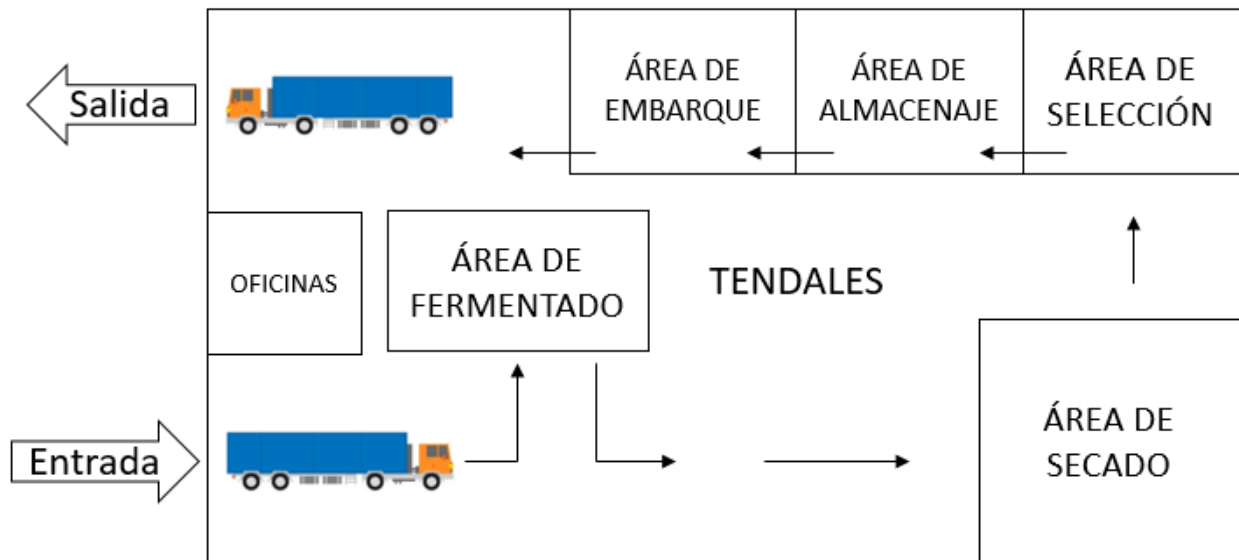 Salida
ÁREA DE
EMBARQUE
ÁREA DE
ALMACENAJE
ÁREA DE
SELECCIÓN
OFICINAS
ÁREA DE
FERMENTADO
TENDALES
Entrada
ÁREA DE
SECADO